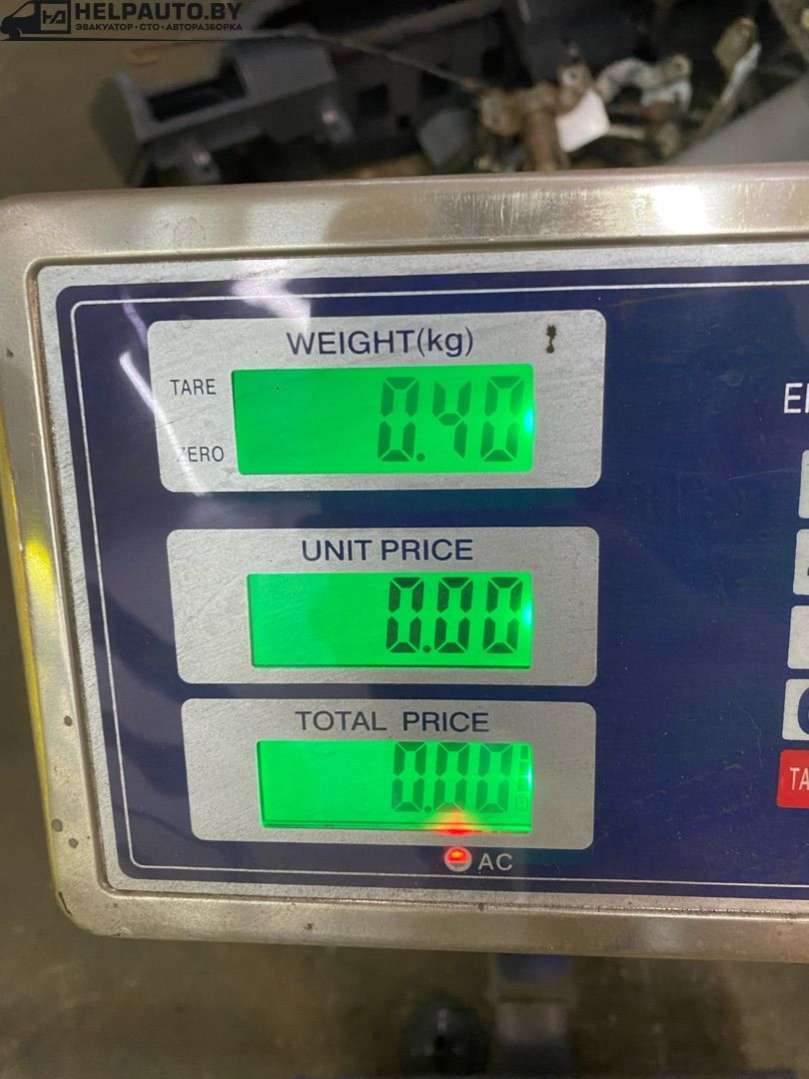 HELPAUTO.BY
ЭВАКУАТОР · СТО · АВТОРАЗБОРКА
WEIGHT(kg)
TARE
0.40
ZERO
UNIT PRICE
0.00
TOTAL PRICE
0.00
AC